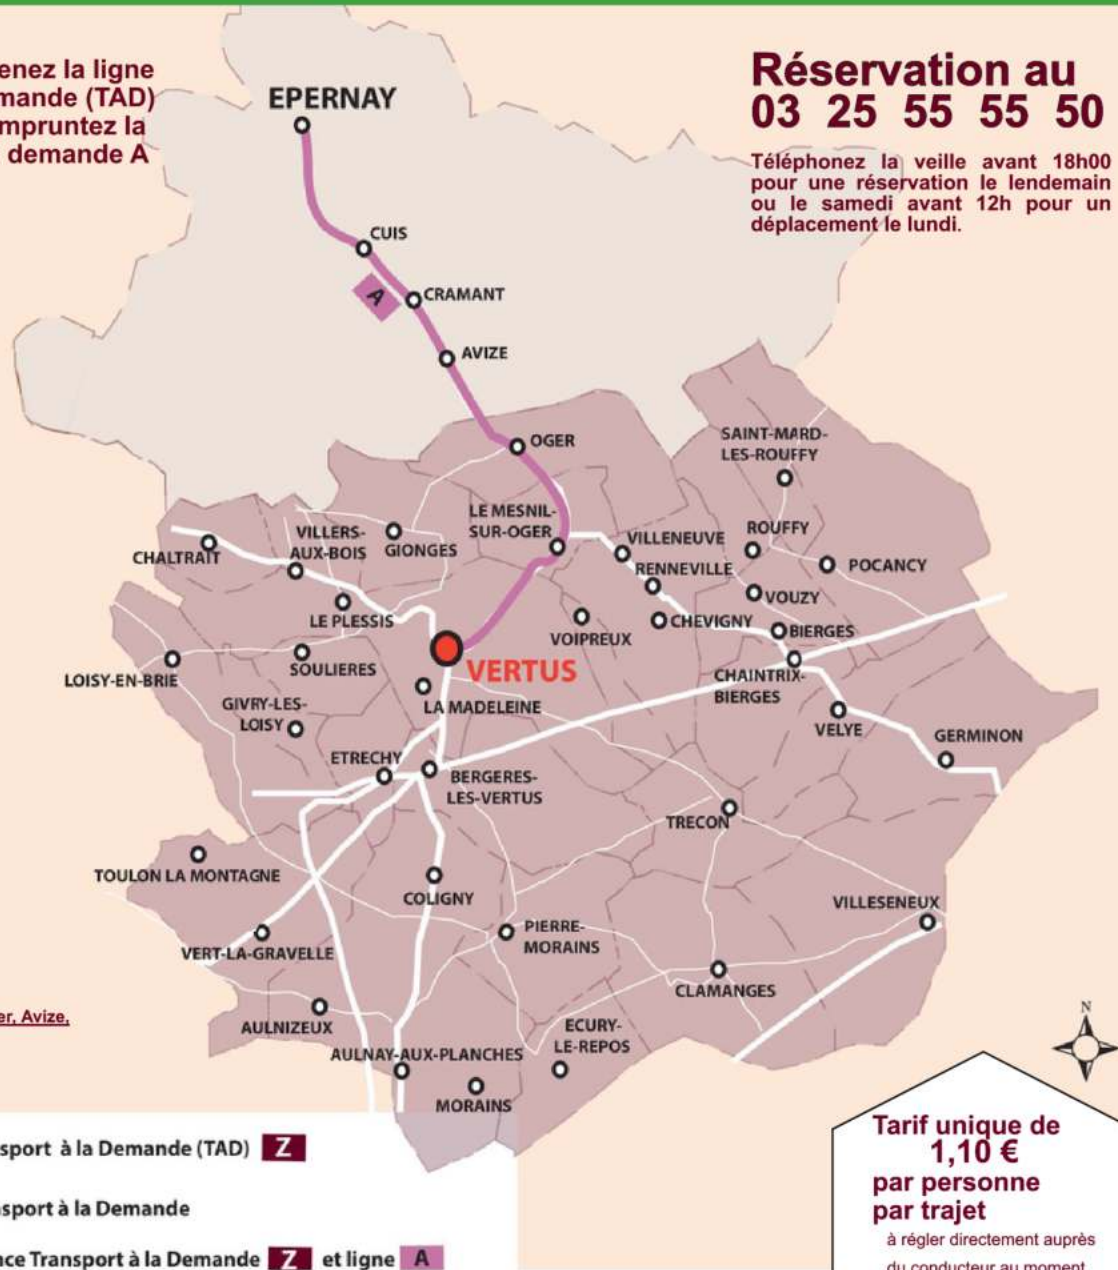 enez la ligne
mande (TAD)
mpruntez la
demande A
Réservation au
03 25 55 55 50
Téléphonez la veille avant 18h00
pour une réservation le lendemain
ou le samedi avant 12h pour un
déplacement le lundi.
EPERNAY
CUIS
A
CRAMANT
AVIZE
OGER
SAINT-MARD-
LES-ROUFFY
LE MESNIL-
SUR-OGER
VILLERS-
AUX-BOIS
GIONGES
CHALTRAIT
VILLENEUVE
ROUFFY
RENNEVILLE
POCANCY
LE PLESSIS
VOUZY
CHEVIGNY
BIERGES
VOIPREUX
SOULIERES
VERTUS
LOISY-EN-BRIE
CHAINTRIX-
BIERGES
LA MADELEINE
GIVRY-LES-
LOISY
VELYE
GERMINON
ETRECHY
BERGERES-
LES-VERTUS
TRECON
TOULON LA MONTAGNE
COLIGNY
VILLESENEUX
PIERRE-
MORAINS
VERT-LA-GRAVELLE
CLAMANGES
er, Avize,
AULNIZEUX
ECURY-
LE-REPOS
N
AULNAY-AUX-PLANCHES
MORAINS
sport à la Demande (TAD) Z
sport à la Demande
nce Transport à la Demande Z et ligne A
Tarif unique de
1,10 €
par personne
par trajet
à régler directement auprès
du conducteur au moment